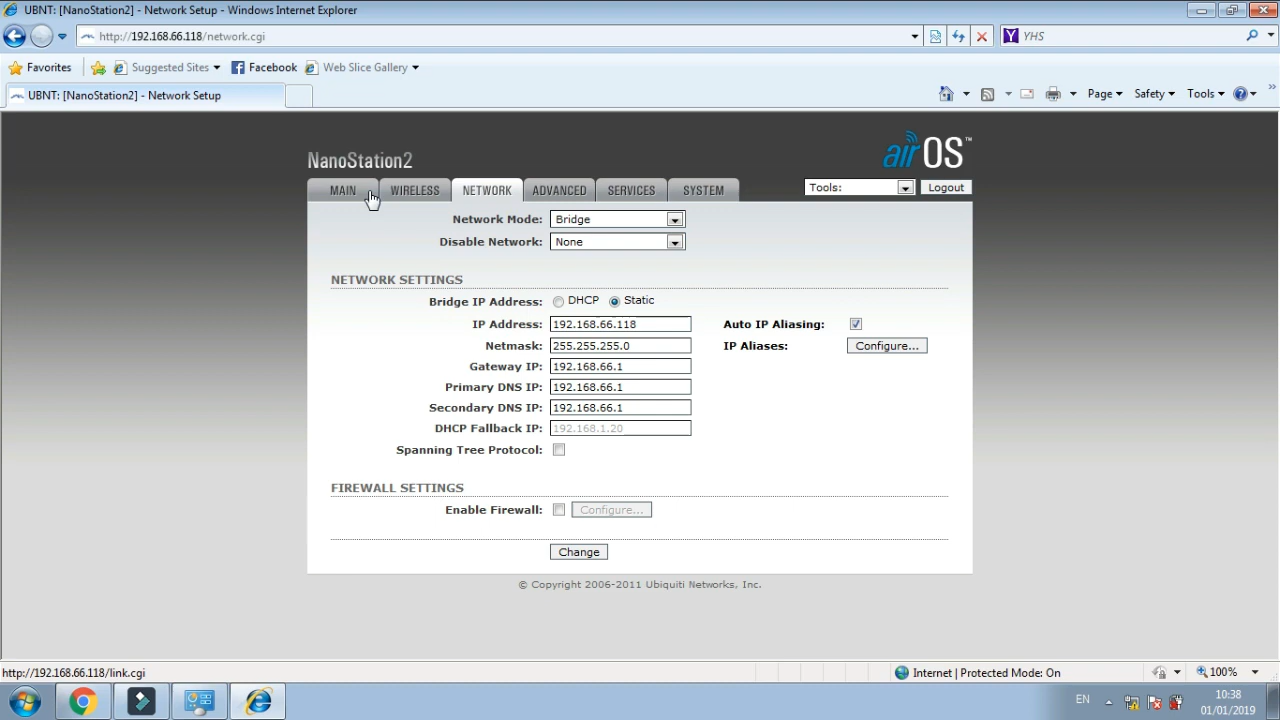 UBNT: [NanoStation2] - Network Setup - Windows Internet Explorer
http://192.168.66.118/network.cgi
YHS
Favorites Suggested Sites Facebook Web Slice Gallery
UBNT: [NanoStation2] - Network Setup
Page Safety Tools
NanoStation2
airOS™
MAIN WIRELESS NETWORK ADVANCED SERVICES SYSTEM Tools: Logout
Network Mode: Bridge
Disable Network: None
NETWORK SETTINGS
Bridge IP Address: DHCP Static
IP Address: 192.168.66.118 Auto IP Aliasing:
Netmask: 255.255.255.0 IP Aliases: Configure...
Gateway IP: 192.168.66.1
Primary DNS IP: 192.168.66.1
Secondary DNS IP: 192.168.66.1
DHCP Fallback IP: 192.168.1.20
Spanning Tree Protocol:
FIREWALL SETTINGS
Enable Firewall: Configure...
Change
© Copyright 2006-2011 Ubiquiti Networks, Inc.
http://192.168.66.118/link.cgi Internet | Protected Mode: On 100%
EN 10:38
01/01/2019